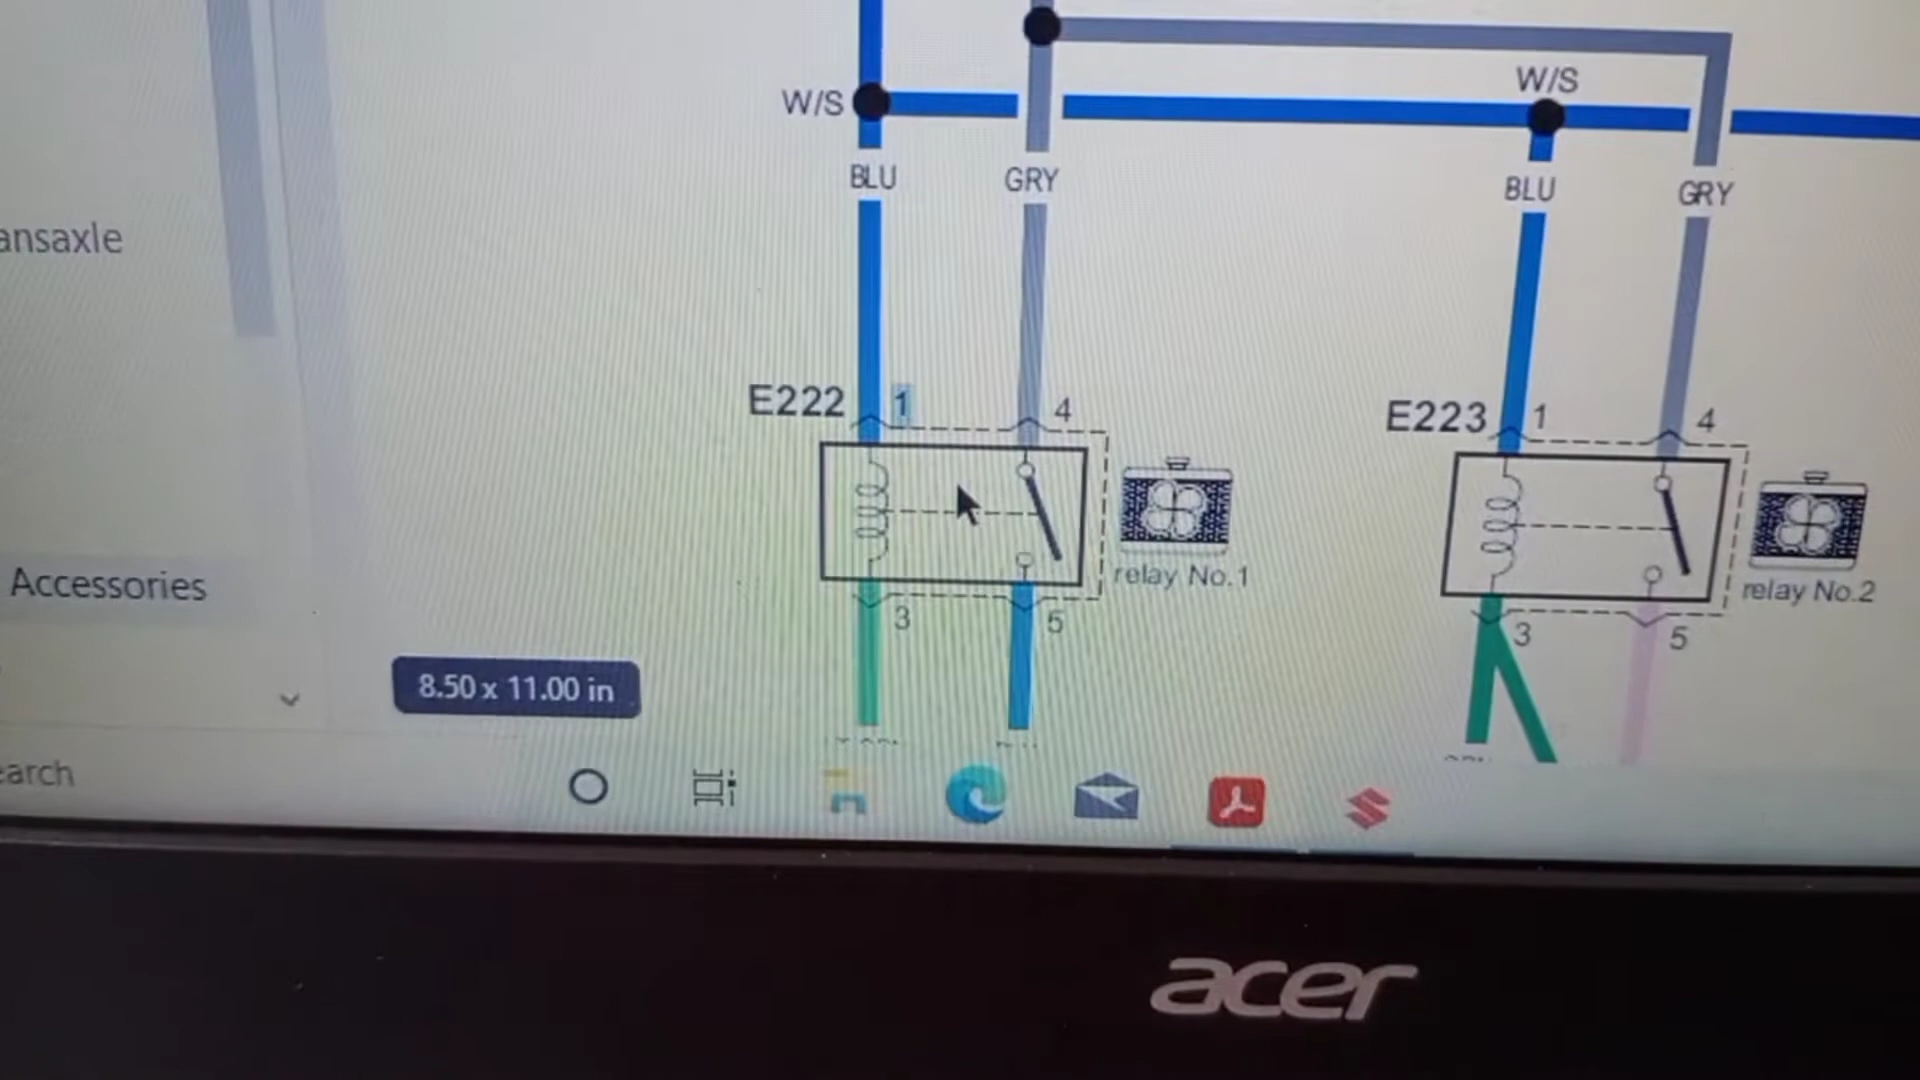 W/S
W/S
BLU
GRY
BLU
GRY
ansaxle
E222
1
4
E223
1
4
relay No.1
relay No.2
Accessories
3
5
3
5
8.50 x 11.00 in
earch
acer